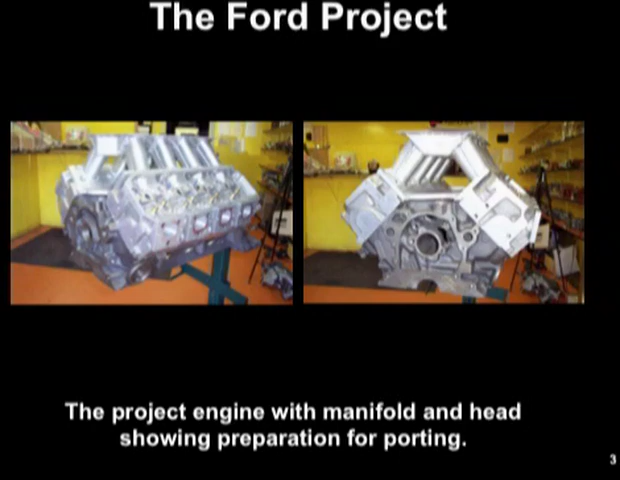 The Ford Project
The project engine with manifold and head
showing preparation for porting.
3